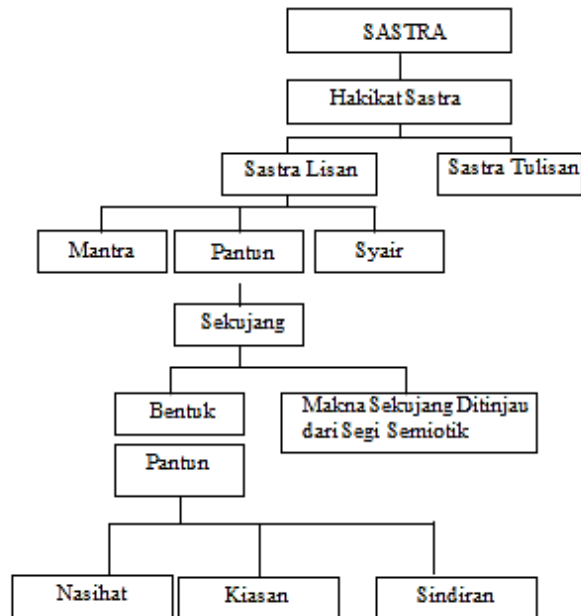 SASTRA
Hakikat Sastra
Sastra Lisan
Sastra Tulisan
Mantra
Pantun
Syair
Sekujang
Bentuk
Makna Sekujang Ditinjau
dari Segi Semiotik
Pantun
Nasihat
Kiasan
Sindiran